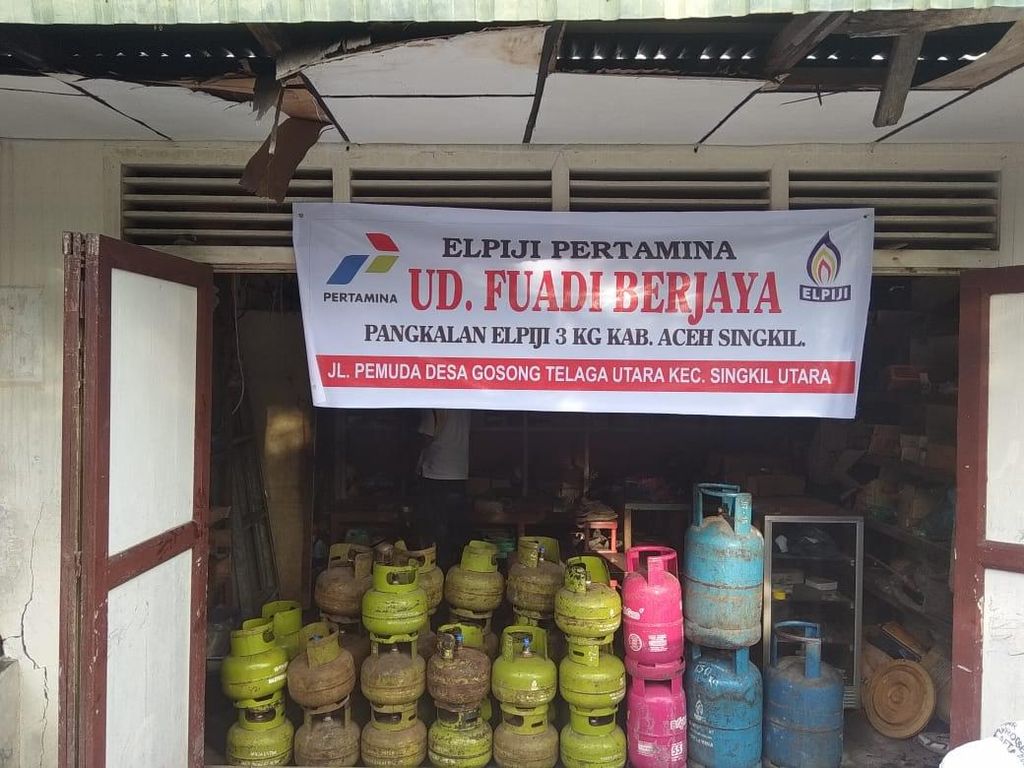 ELPIJI PERTAMINA
PERTAMINA
UD. FUADI BERJAYA
ELPIJI
PANGKALAN ELPIJI 3 KG KAB. ACEH SINGKIL.
JL. PEMUDA DESA GOSONG TELAGA UTARA KEC. SINGKIL UTARA